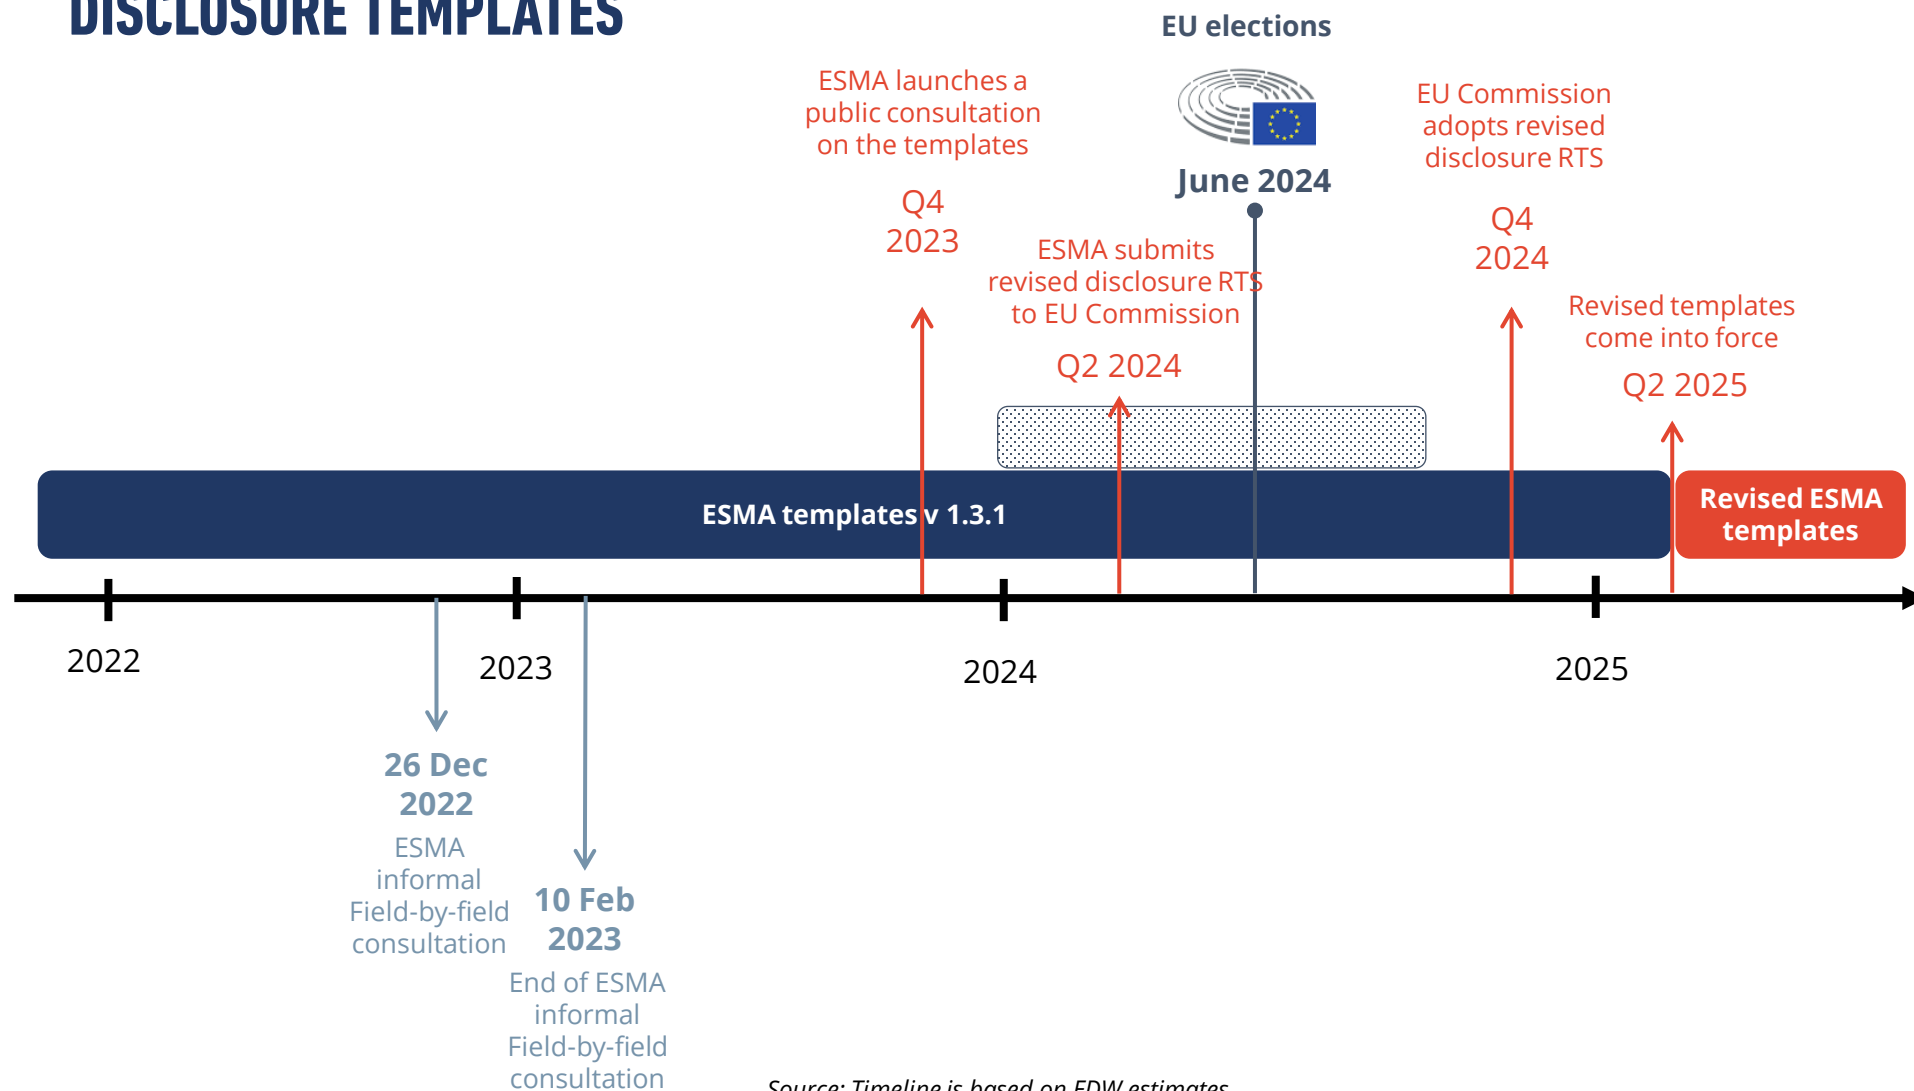 DISCLOSURE TEMPLATES
EU elections
June 2024
ESMA launches a
public consultation
on the templates
Q4
2023
ESMA submits
revised disclosure RTS
to EU Commission
Q2 2024
EU Commission
adopts revised
disclosure RTS
Q4
2024
Revised templates
come into force
Q2 2025
ESMA templates v 1.3.1
Revised ESMA
templates
2022
2023
2024
2025
26 Dec
2022
ESMA
informal
Field-by-field
consultation
10 Feb
2023
End of ESMA
informal
Field-by-field
consultation
Source: Timeline is based on EDW estimates